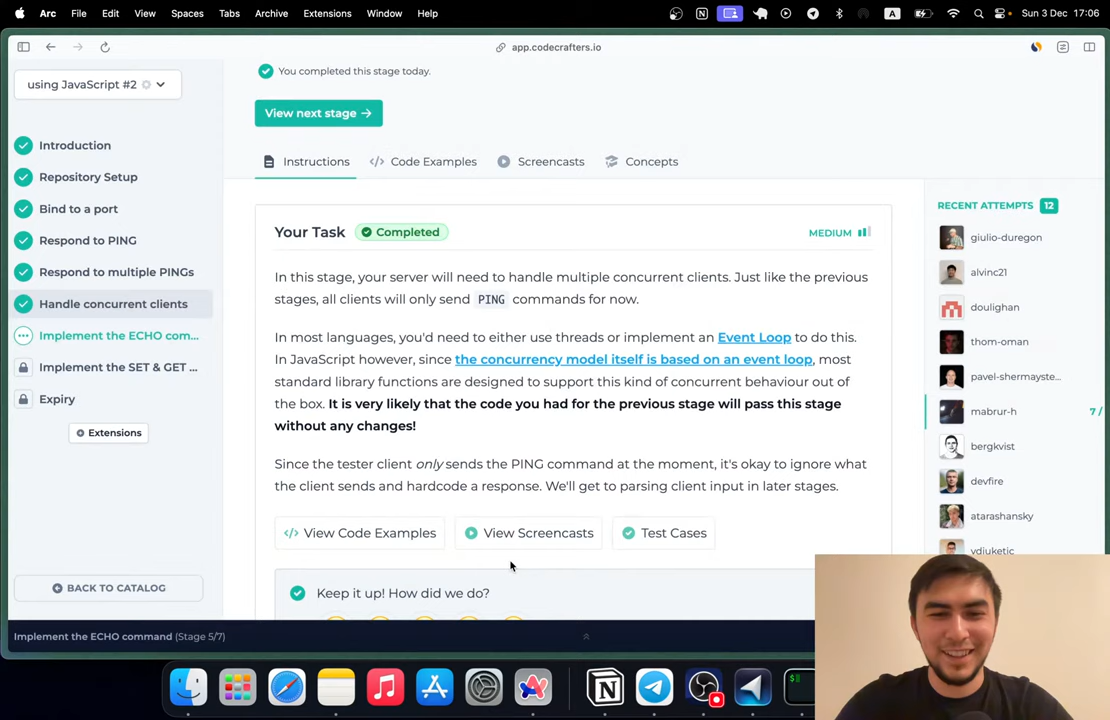 Arc File Edit View Spaces Tabs Archive Extensions Window Help
A
Sun 3 Dec 17:06
app.codecrafters.io
using JavaScript #2
Introduction
Repository Setup
Bind to a port
Respond to PING
Respond to multiple PINGs
Handle concurrent clients
Implement the ECHO com...
Implement the SET & GET ...
Expiry
Extensions
BACK TO CATALOG
You completed this stage today.
View next stage →
Instructions
Code Examples
Screencasts
Concepts
Your Task
Completed
MEDIUM
In this stage, your server will need to handle multiple concurrent clients. Just like the previous
stages, all clients will only send PING commands for now.
In most languages, you'd need to either use threads or implement an Event Loop to do this.
In JavaScript however, since the concurrency model itself is based on an event loop, most
standard library functions are designed to support this kind of concurrent behaviour out of
the box. It is very likely that the code you had for the previous stage will pass this stage
without any changes!
Since the tester client only sends the PING command at the moment, it's okay to ignore what
the client sends and hardcode a response. We'll get to parsing client input in later stages.
</> View Code Examples
View Screencasts
Test Cases
Keep it up! How did we do?
RECENT ATTEMPTS 12
giulio-duregon
alvinc21
doulighan
thom-oman
pavel-shermayste...
mabrur-h 7 /
bergkvist
devfire
atarashansky
vdiuketic
Implement the ECHO command (Stage 5/7)